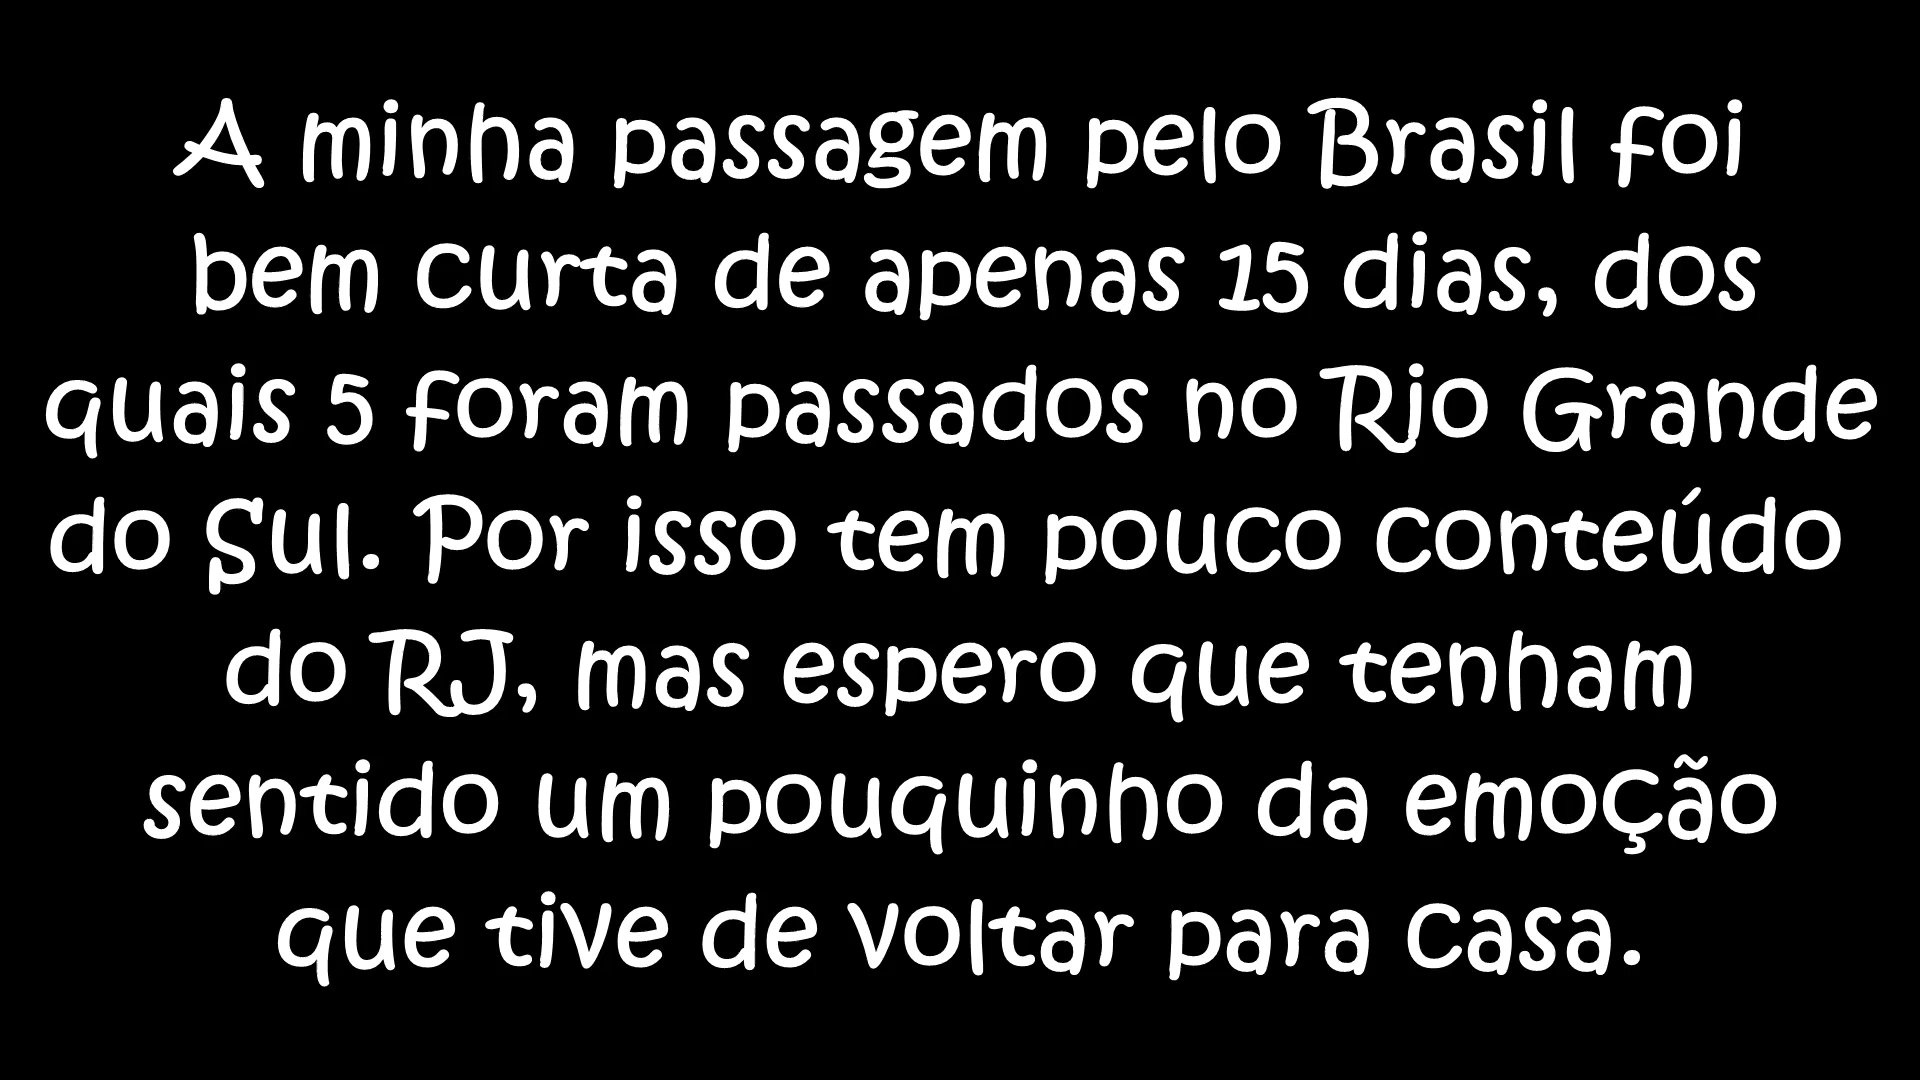 A minha passagem pelo Brasil foi
bem curta de apenas 15 dias, dos
quais 5 foram passados no Rio Grande
do Sul. Por isso tem pouco conteúdo
do RJ, mas espero que tenham
sentido um pouquinho da emoção
que tive de voltar para casa.